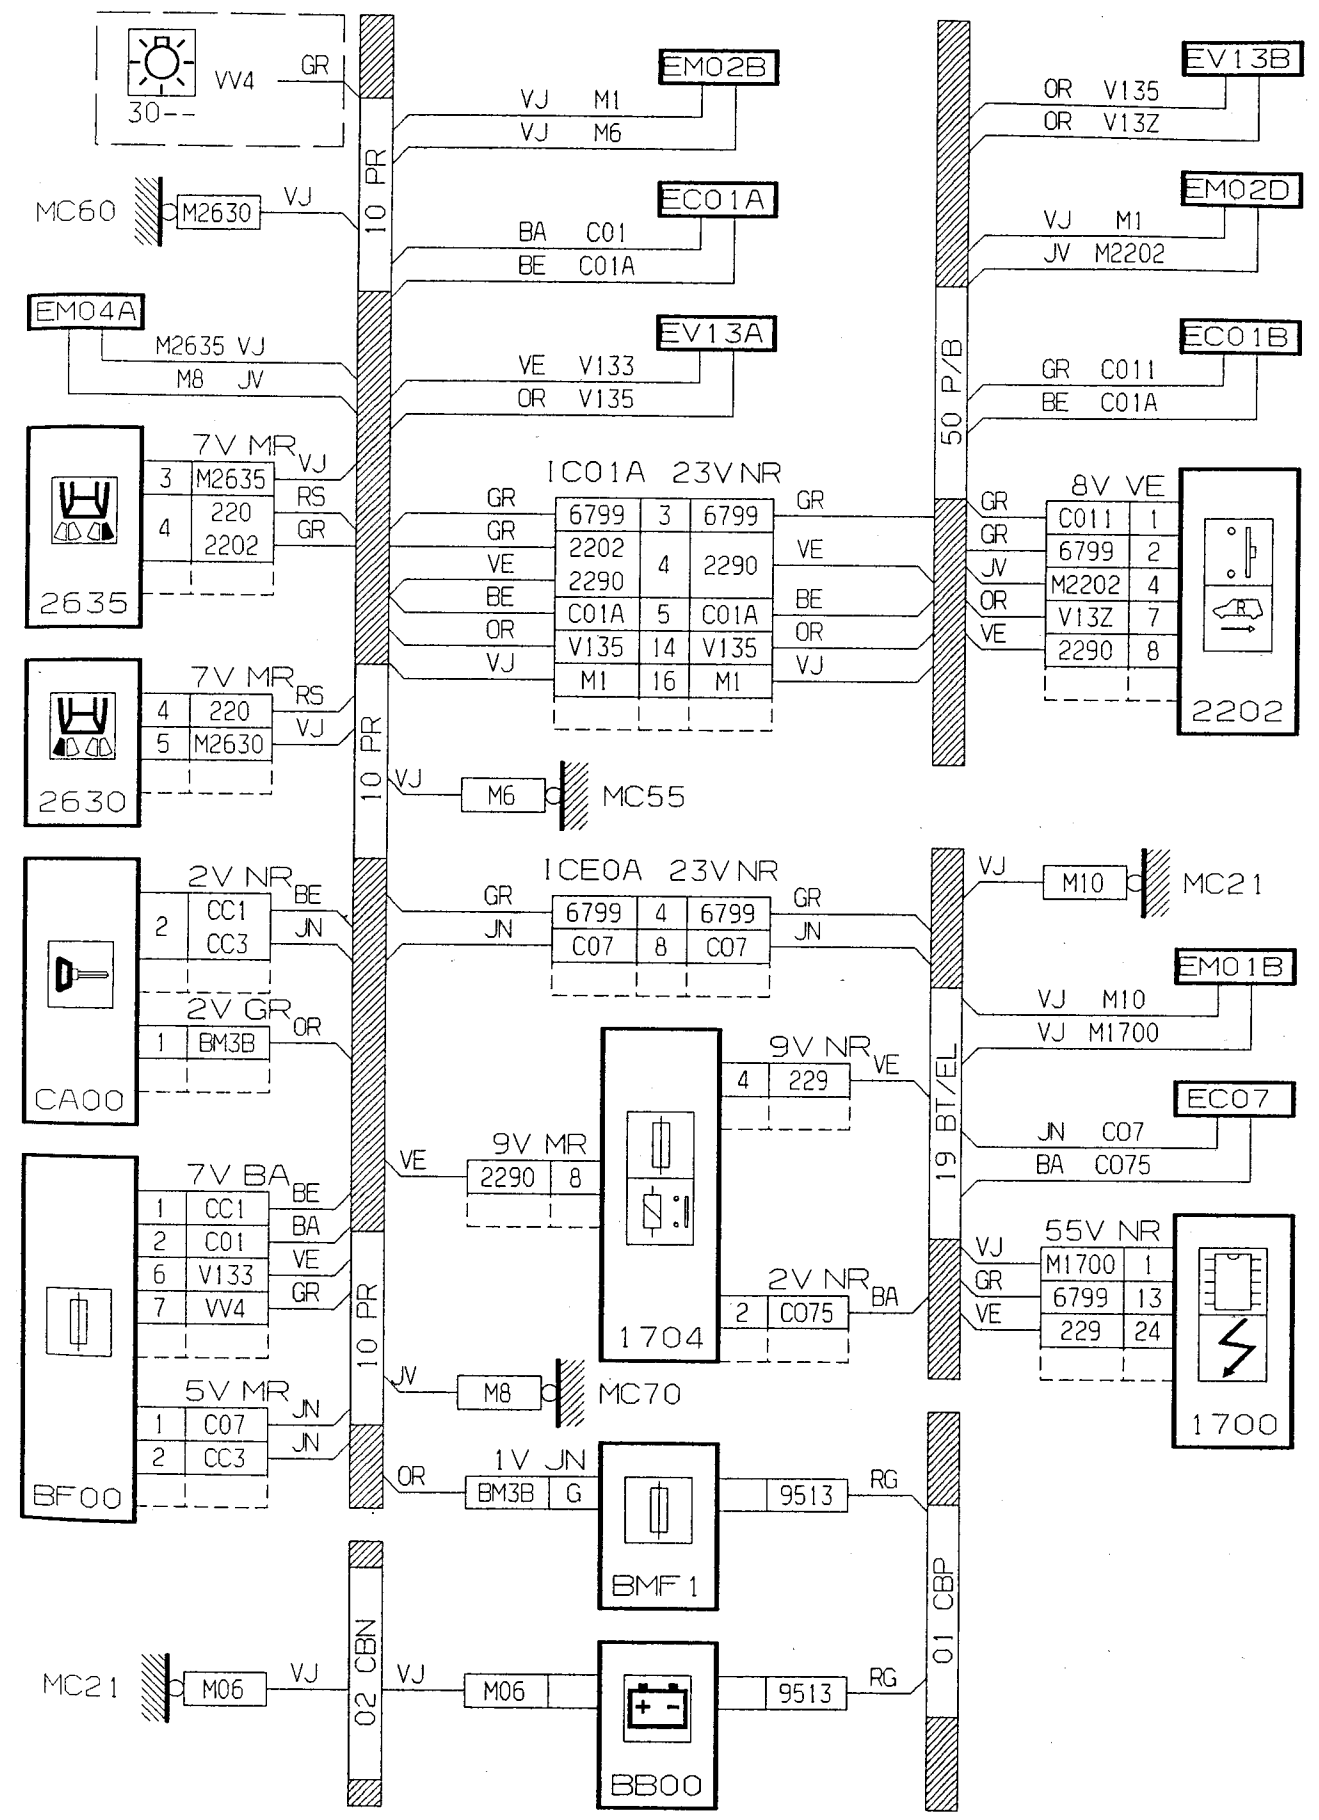 VV4 GR
30--
MC60 M2630 VJ
EM04A
M2635 VJ
M8 JV
7V MR
3 M2635 VJ
4 220 RS
2202 GR
2635
7V MR
4 220 RS
5 M2630 VJ
2630
2V NR
2 CC1 BE
CC3 JN
2V GR
1 BM3B OR
CA00
7V BA
1 CC1 BE
2 C01 BA
6 V133 VE
7 VV4 GR
5V MR
1 C07 JN
2 CC3 JN
BF00
MC21 M06 VJ
10 PR
10 PR
10 PR
02 CBN
EM02B
VJ M1
VJ M6
EC01A
BA C01
BE C01A
EV13A
VE V133
OR V135
IC01A 23V NR
GR 6799 3 6799 GR
GR 2202 4 2290 VE
VE 2290
BE C01A 5 C01A BE
OR V135 14 V135 OR
VJ M1 16 M1 VJ
VJ M6 MC55
ICE0A 23V NR
GR 6799 4 6799 GR
JN C07 8 C07 JN
9V NR
4 229 VE
9V MR
VE 2290 8
2V NR
2 C075 BA
1704
JV M8 MC70
1V JN
OR BM3B G
9513 RG
BMF1
VJ M06
9513 RG
BB00
50 P/B
19 BT/EL
01 CBP
EV13B
OR V135
OR V13Z
EM02D
VJ M1
JV M2202
EC01B
GR C011
BE C01A
8V VE
GR C011 1
GR 6799 2
JV M2202 4
OR V13Z 7
VE 2290 8
R
2202
VJ M10 MC21
EM01B
VJ M10
VJ M1700
EC07
JN C07
BA C075
55V NR
VJ M1700 1
GR 6799 13
VE 229 24
1700